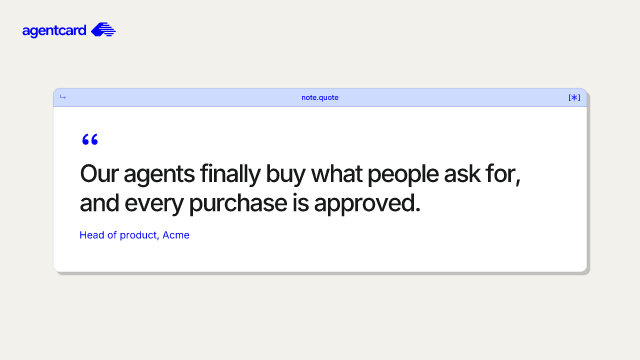 agentcard
note.quote
[*]
“
Our agents finally buy what people ask for,
and every purchase is approved.
Head of product, Acme